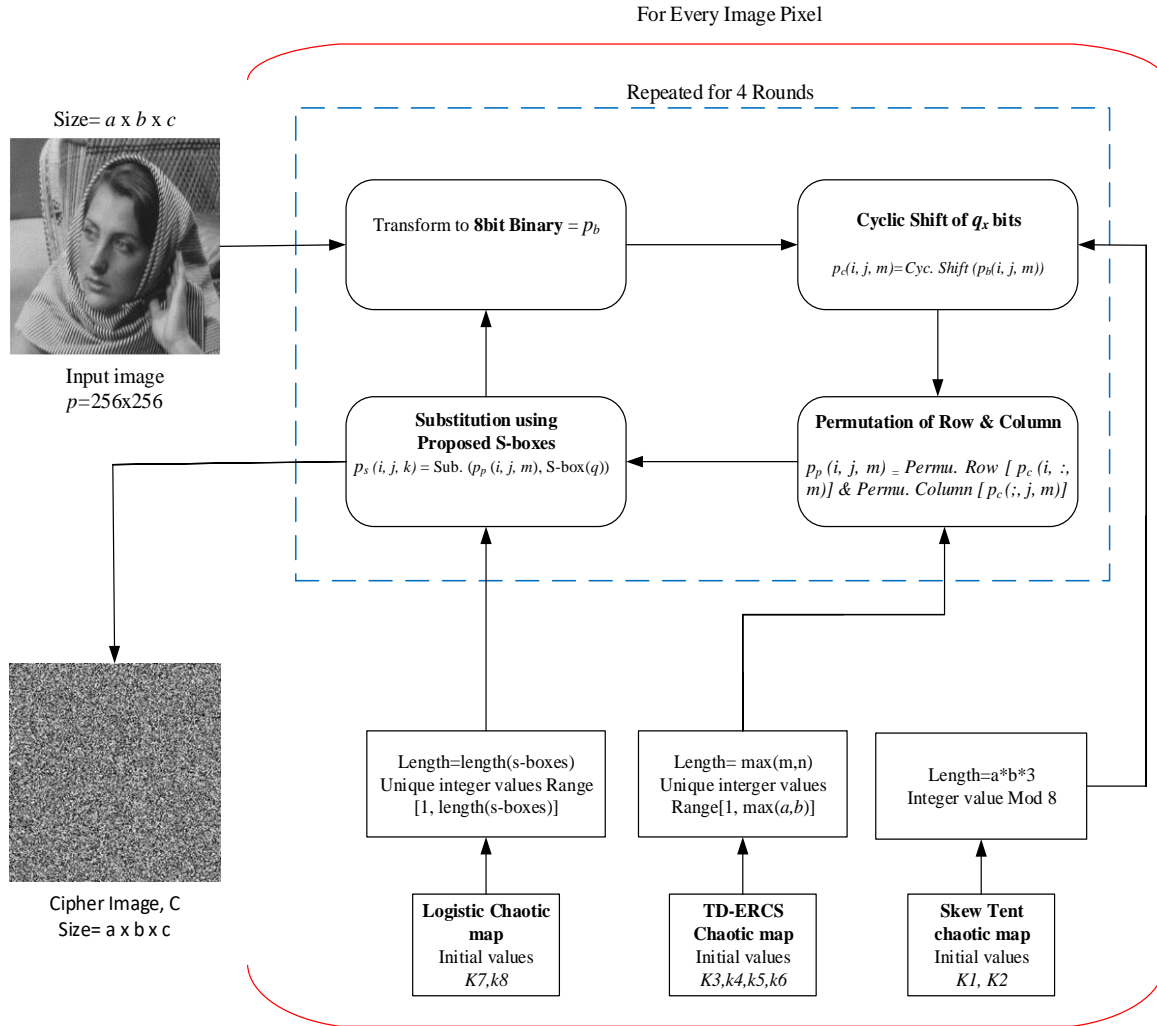 For Every Image Pixel
Repeated for 4 Rounds
Size= a x b x c
Input image
p=256x256
Transform to 8bit Binary = p_b
Cyclic Shift of q_x bits
p_c(i, j, m)=Cyc. Shift (p_b(i, j, m))
Substitution using
Proposed S-boxes
p_s (i, j, k) = Sub. (p_p (i, j, m), S-box(q))
Permutation of Row & Column
p_p (i, j, m) = Permu. Row [ p_c (i, :,
m)] & Permu. Column [ p_c (:, j, m)]
Length=length(s-boxes)
Unique integer values Range
[1, length(s-boxes)]
Length= max(m,n)
Unique interger values
Range[1, max(a,b)]
Length=a*b*3
Integer value Mod 8
Cipher Image, C
Size= a x b x c
Logistic Chaotic
map
Initial values
K7,k8
TD-ERCS
Chaotic map
Initial values
K3,k4,k5,k6
Skew Tent
chaotic map
Initial values
K1, K2